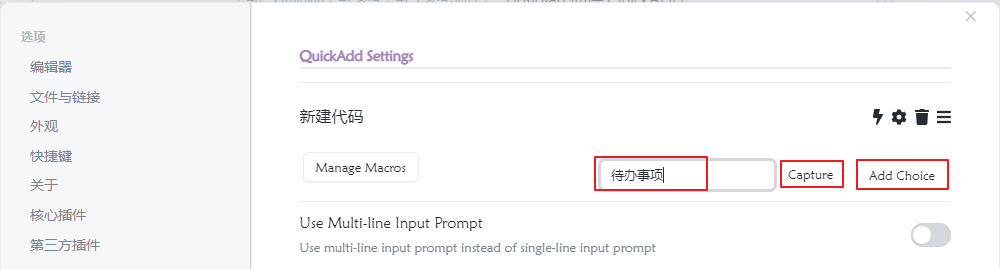 选项
编辑器
文件与链接
外观
快捷键
关于
核心插件
第三方插件
QuickAdd Settings
新建代码
Manage Macros
待办事项
Capture
Add Choice
Use Multi-line Input Prompt
Use multi-line input prompt instead of single-line input prompt